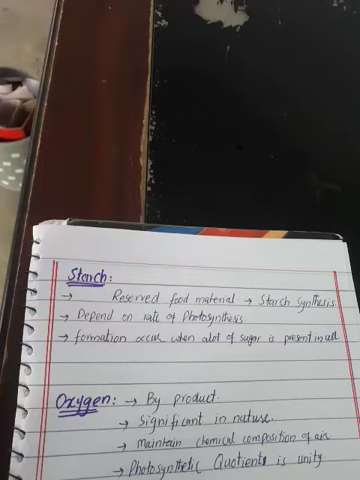 Starch:
→ Reserved food material → Starch synthesis
→ Depend on rate of Photosynthesis.
→ formation occur when alot of sugar is present in cell
Oxygen: → By product.
→ Significant in nature.
→ maintain chemical composition of air
→ Photosynthetic Quotient is unity.